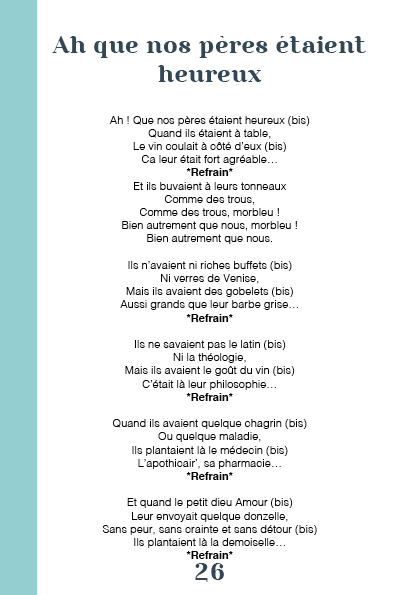 Ah que nos pères étaient
heureux
Ah ! Que nos pères étaient heureux (bis)
Quand ils étaient à table,
Le vin coulait à côté d'eux (bis)
Ca leur était fort agréable…
*Refrain*
Et ils buvaient à leurs tonneaux
Comme des trous,
Comme des trous, morbleu !
Bien autrement que nous, morbleu !
Bien autrement que nous.
Ils n'avaient ni riches buffets (bis)
Ni verres de Venise,
Mais ils avaient des gobelets (bis)
Aussi grands que leur barbe grise…
*Refrain*
Ils ne savaient pas le latin (bis)
Ni la théologie,
Mais ils avaient le goût du vin (bis)
C'était là leur philosophie…
*Refrain*
Quand ils avaient quelque chagrin (bis)
Ou quelque maladie,
Ils plantaient là le médecin (bis)
L'apothicair', sa pharmacie…
*Refrain*
Et quand le petit dieu Amour (bis)
Leur envoyait quelque donzelle,
Sans peur, sans orainte et sans détour (bis)
Ils plantaient là la demoiselle…
*Refrain*
26